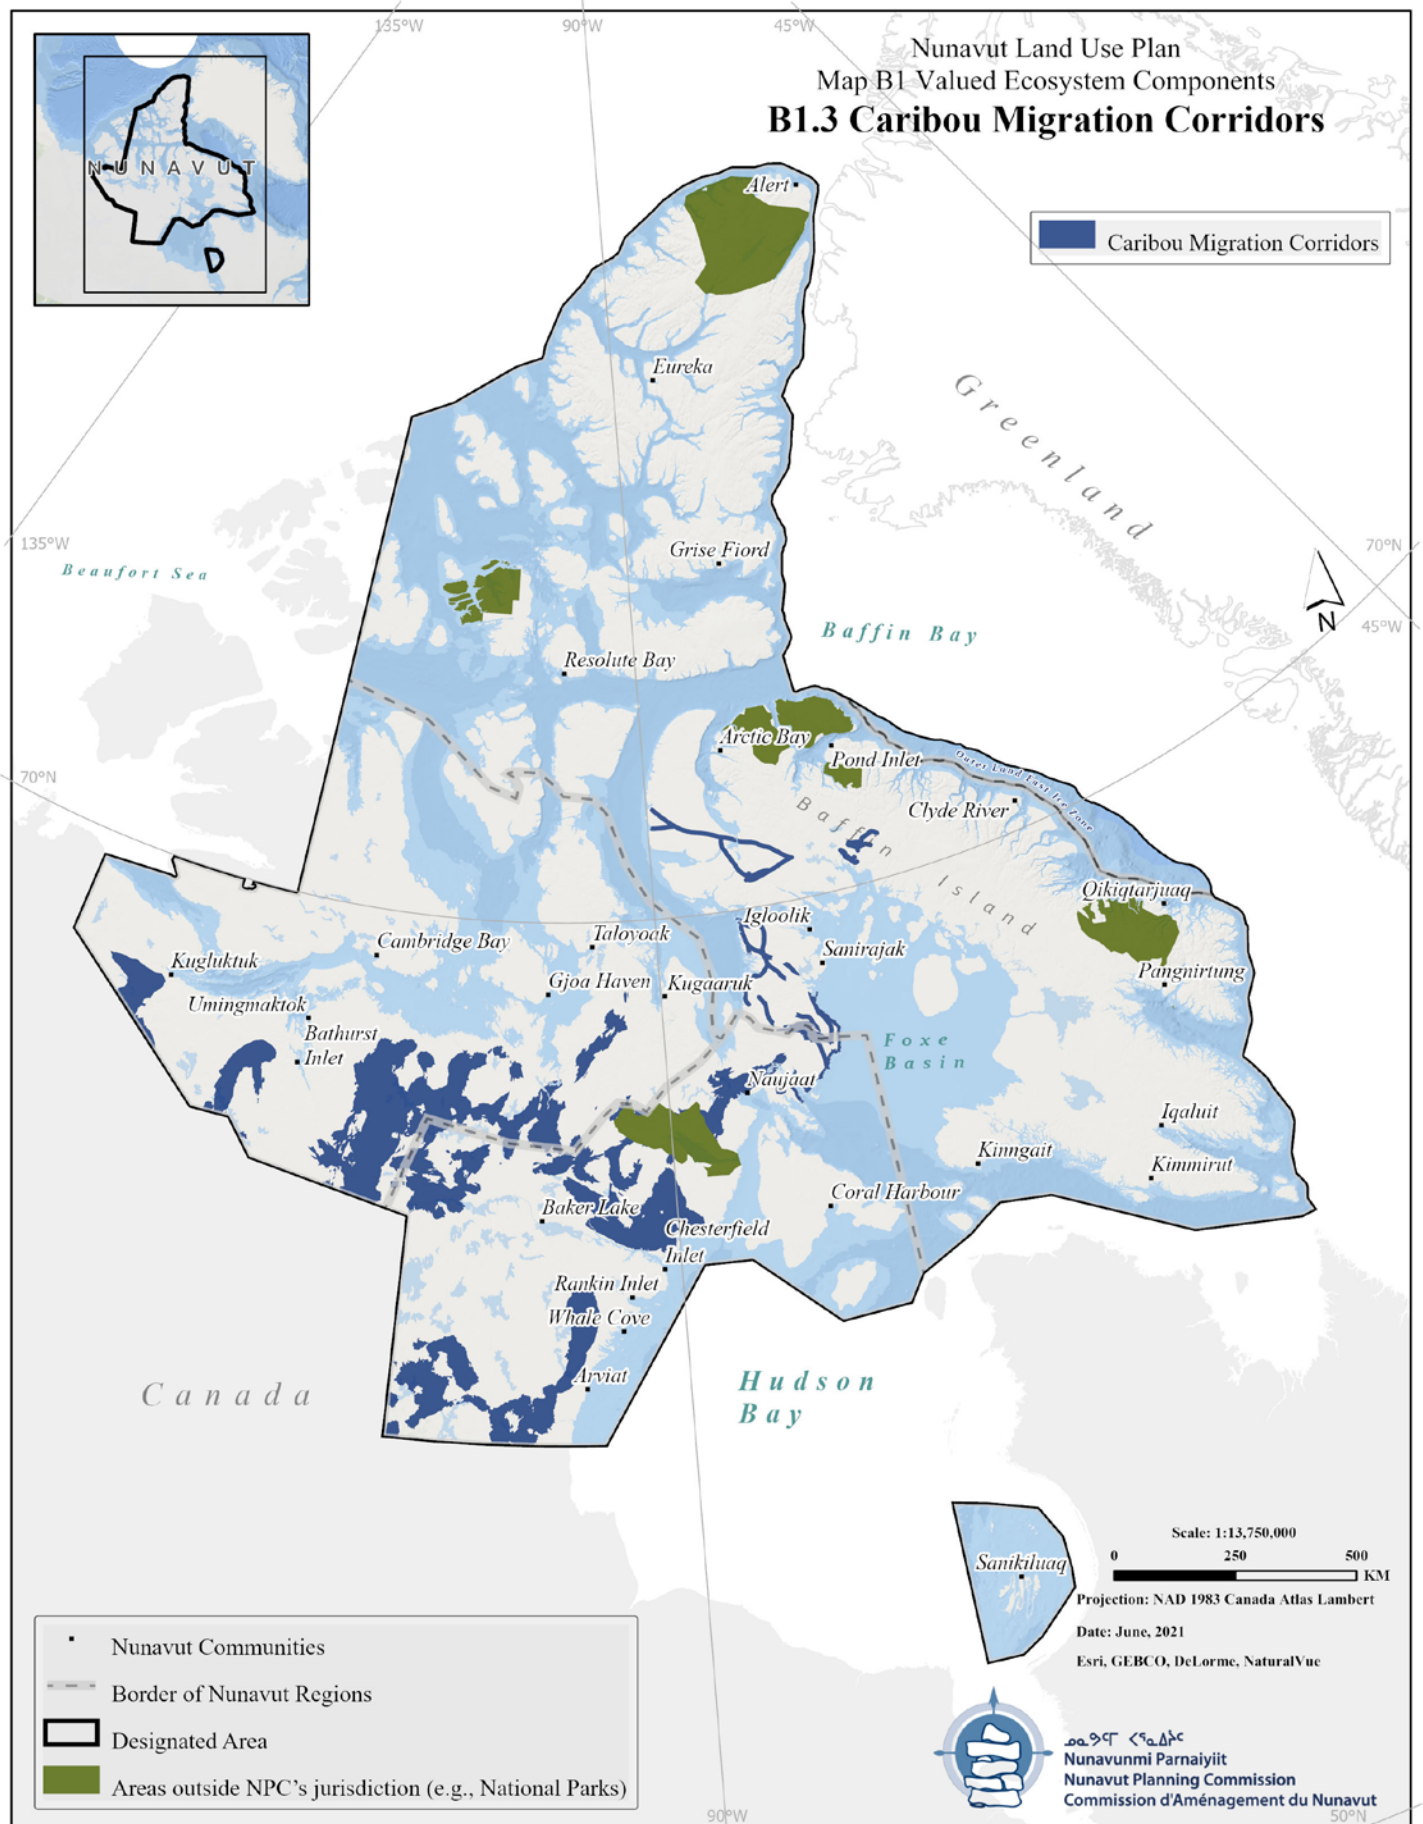 135°W
90°W
45°W
Nunavut Land Use Plan
Map B1 Valued Ecosystem Components
B1.3 Caribou Migration Corridors
NUNAVUT
Caribou Migration Corridors
Alert
Eureka
Greenland
Grise Fiord
135°W
Beaufort Sea
70°N
45°W
N
Baffin Bay
Resolute Bay
Arctic Bay
Pond Inlet
Outer Land Fast Ice Zone
70°N
Clyde River
Baffin
Island
Qikiqtarjuaq
Igloolik
Sanirajak
Pangnirtung
Cambridge Bay
Taloyoak
Kugluktuk
Gjoa Haven
Kugaaruk
Umingmaktok
Bathurst
Inlet
Foxe
Basin
Naujaat
Iqaluit
Kinngait
Kimmirut
Coral Harbour
Baker Lake
Chesterfield
Inlet
Rankin Inlet
Whale Cove
Arviat
Canada
Hudson
Bay
Sanikiluaq
Scale: 1:13,750,000
0 250 500
KM
Projection: NAD 1983 Canada Atlas Lambert
Date: June, 2021
Esri, GEBCO, DeLorme, NaturalVue
Nunavut Communities
Border of Nunavut Regions
Designated Area
Areas outside NPC's jurisdiction (e.g., National Parks)
ᓄᓇᕗᒻᒥ ᐸᕐᓇᐃᔨᑦ
Nunavunmi Parnaiyiit
Nunavut Planning Commission
Commission d'Aménagement du Nunavut
90°W
50°N